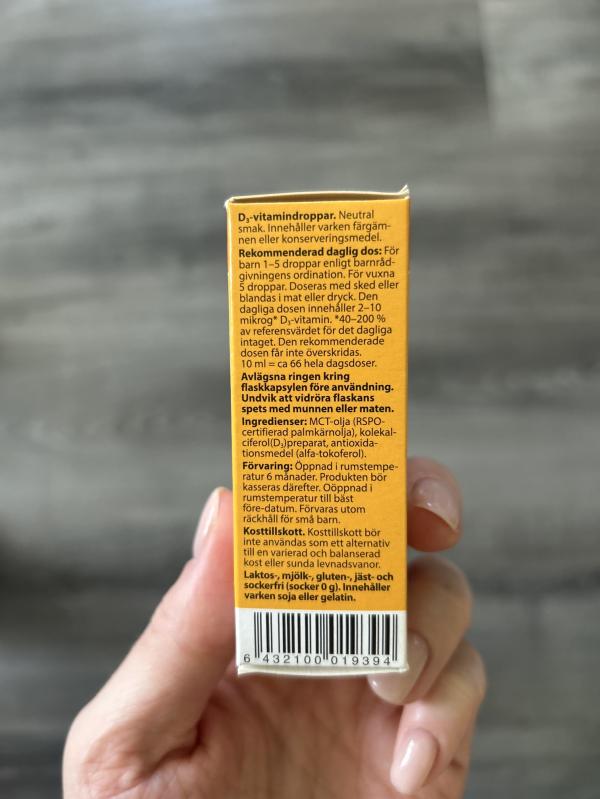 D₃-vitamindroppar. Neutral
smak. Innehåller varken färgäm-
nen eller konserveringsmedel.
Rekommenderad daglig dos: För
barn 1–5 droppar enligt barnråd-
givningens ordination. För vuxna
5 droppar. Doseras med sked eller
blandas i mat eller dryck. Den
dagliga dosen innehåller 2–10
mikrog* D₃-vitamin. *40–200 %
av referensvärdet för det dagliga
intaget. Den rekommenderade
dosen får inte överskridas.
10 ml = ca 66 hela dagsdoser.
Avlägsna ringen kring
flaskkapsylen före användning.
Undvik att vidröra flaskans
spets med munnen eller maten.
Ingredienser: MCT-olja (RSPO-
certifierad palmkärnolja), kolekal-
ciferol(D₃)preparat, antioxida-
tionsmedel (alfa-tokoferol).
Förvaring: Öppnad i rumstempe-
ratur 6 månader. Produkten bör
kasseras därefter. Oöppnad i
rumstemperatur till bäst
före-datum. Förvaras utom
räckhåll för små barn.
Kosttillskott. Kosttillskott bör
inte användas som ett alternativ
till en varierad och balanserad
kost eller sunda levnadsvanor.
Laktos-, mjölk-, gluten-, jäst- och
sockerfri (socker 0 g). Innehåller
varken soja eller gelatin.
6 432100 019394